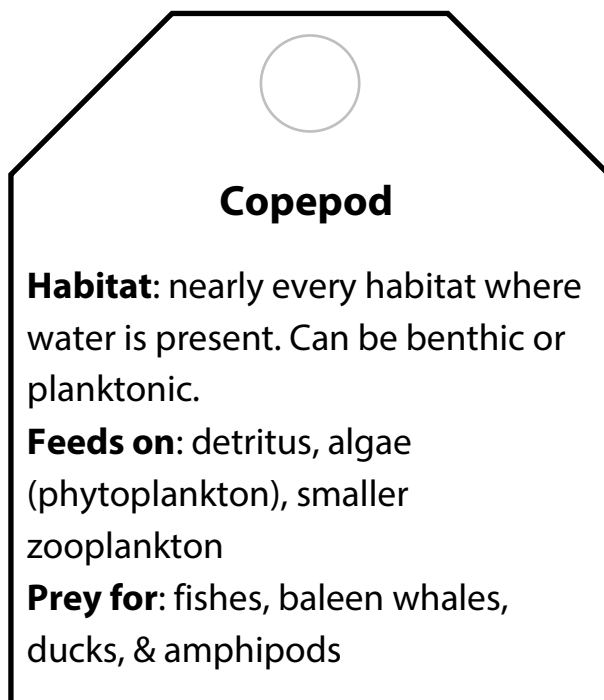 Copepod
Habitat: nearly every habitat where
water is present. Can be benthic or
planktonic.
Feeds on: detritus, algae
(phytoplankton), smaller
zooplankton
Prey for: fishes, baleen whales,
ducks, & amphipods